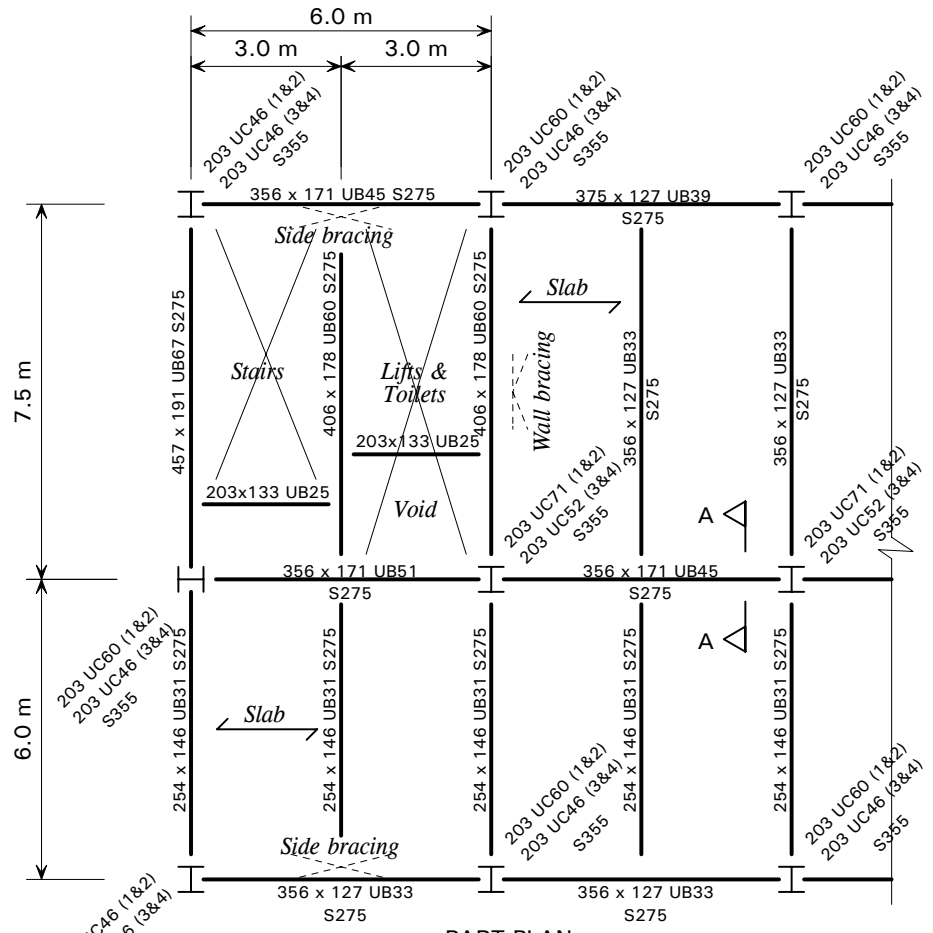 6.0 m
3.0 m
3.0 m
203 UC46 (1&2)
203 UC46 (3&4)
S355
203 UC60 (1&2)
203 UC46 (3&4)
S355
203 UC60 (1&2)
203 UC46 (3&4)
S355
356 x 171 UB45 S275
375 x 127 UB39
S275
Side bracing
7.5 m
457 x 191 UB67 S275
Stairs
406 x 178 UB60 S275
Lifts &
Toilets
406 x 178 UB60 S275
Slab
Wall bracing
356 x 127 UB33
S275
356 x 127 UB33
S275
203x133 UB25
203x133 UB25
Void
203 UC71 (1&2)
203 UC52 (3&4)
S355
A
203 UC71 (1&2)
203 UC52 (3&4)
S355
356 x 171 UB51
S275
356 x 171 UB45
S275
203 UC60 (1&2)
203 UC46 (3&4)
S355
6.0 m
254 x 146 UB31 S275
Slab
254 x 146 UB31 S275
254 x 146 UB31 S275
254 x 146 UB31 S275
A
254 x 146 UB31 S275
203 UC60 (1&2)
203 UC46 (3&4)
S355
203 UC60 (1&2)
203 UC46 (3&4)
S355
Side bracing
356 x 127 UB33
S275
356 x 127 UB33
S275
C46 (1&2)
6 (3&4)
PART PLAN